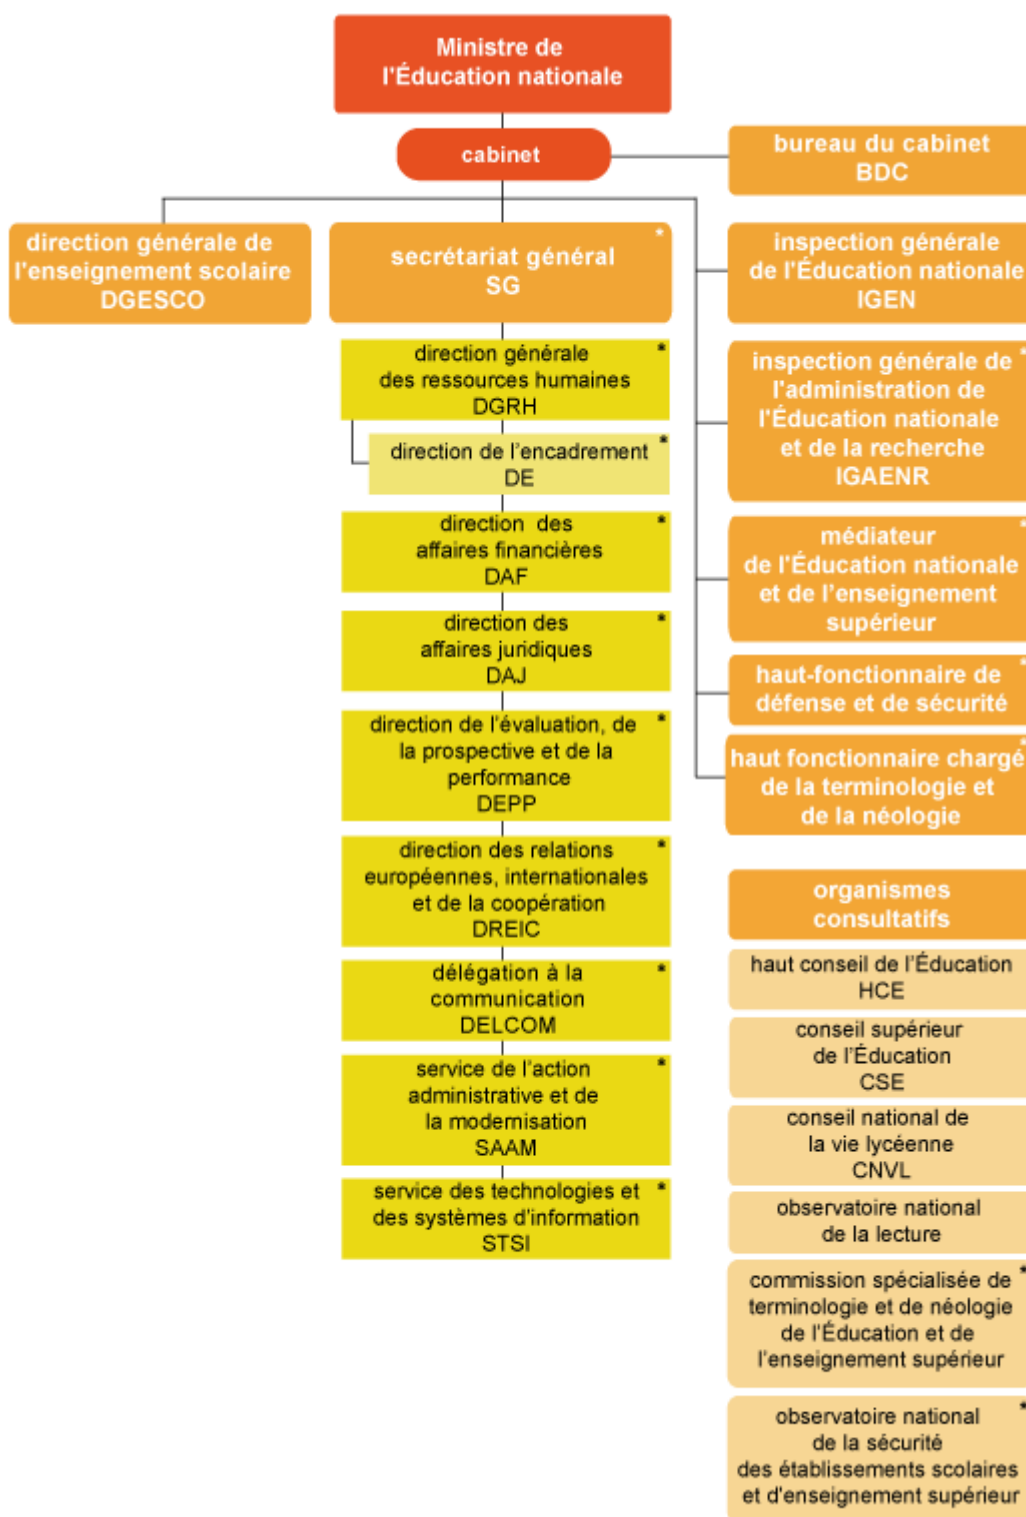 Ministre de
l'Éducation nationale
cabinet
bureau du cabinet
BDC
direction générale de
l'enseignement scolaire
DGESCO
*
secrétariat général
SG
inspection générale
de l'Éducation nationale
IGEN
direction générale *
des ressources humaines
DGRH
*
direction de l'encadrement
DE
direction des *
affaires financières
DAF
direction des *
affaires juridiques
DAJ
direction de l'évaluation, de *
la prospective et de la
performance
DEPP
direction des relations *
européennes, internationales
et de la coopération
DREIC
délégation à la *
communication
DELCOM
service de l'action *
administrative et de
la modernisation
SAAM
service des technologies et *
des systèmes d'information
STSI
inspection générale de *
l'administration de
l'Éducation nationale
et de la recherche
IGAENR
*
médiateur
de l'Éducation nationale
et de l'enseignement
supérieur
haut-fonctionnaire de *
défense et de sécurité
*
haut fonctionnaire chargé
de la terminologie et
de la néologie
organismes
consultatifs
haut conseil de l'Éducation
HCE
conseil supérieur
de l'Éducation
CSE
conseil national de
la vie lycéenne
CNVL
observatoire national
de la lecture
commission spécialisée de *
terminologie et de néologie
de l'Éducation et de
l'enseignement supérieur
*
observatoire national
de la sécurité
des établissements scolaires
et d'enseignement supérieur